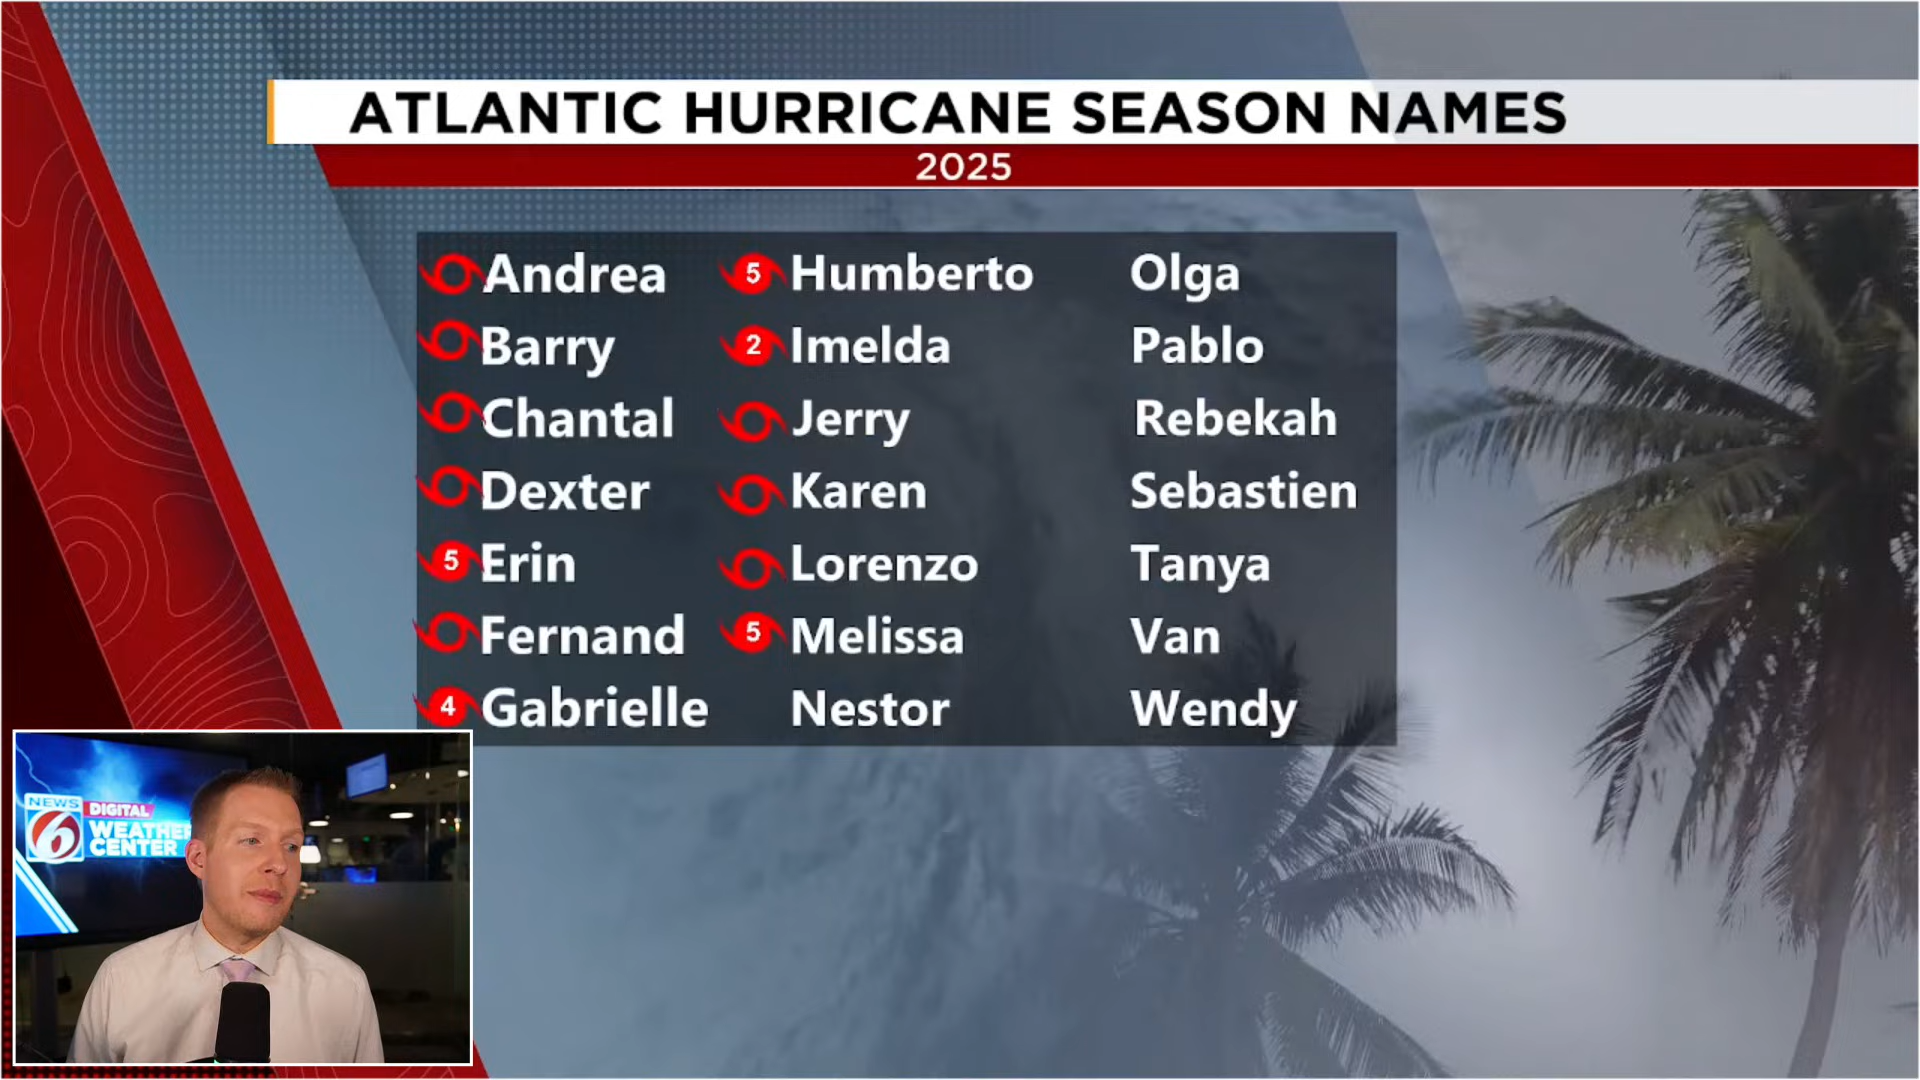 ATLANTIC HURRICANE SEASON NAMES
2025
Andrea
Barry
Chantal
Dexter
5 Erin
Fernand
4 Gabrielle
5 Humberto
2 Imelda
Jerry
Karen
Lorenzo
5 Melissa
Nestor
Olga
Pablo
Rebekah
Sebastien
Tanya
Van
Wendy
NEWS
6
DIGITAL
WEATHER
CENTER